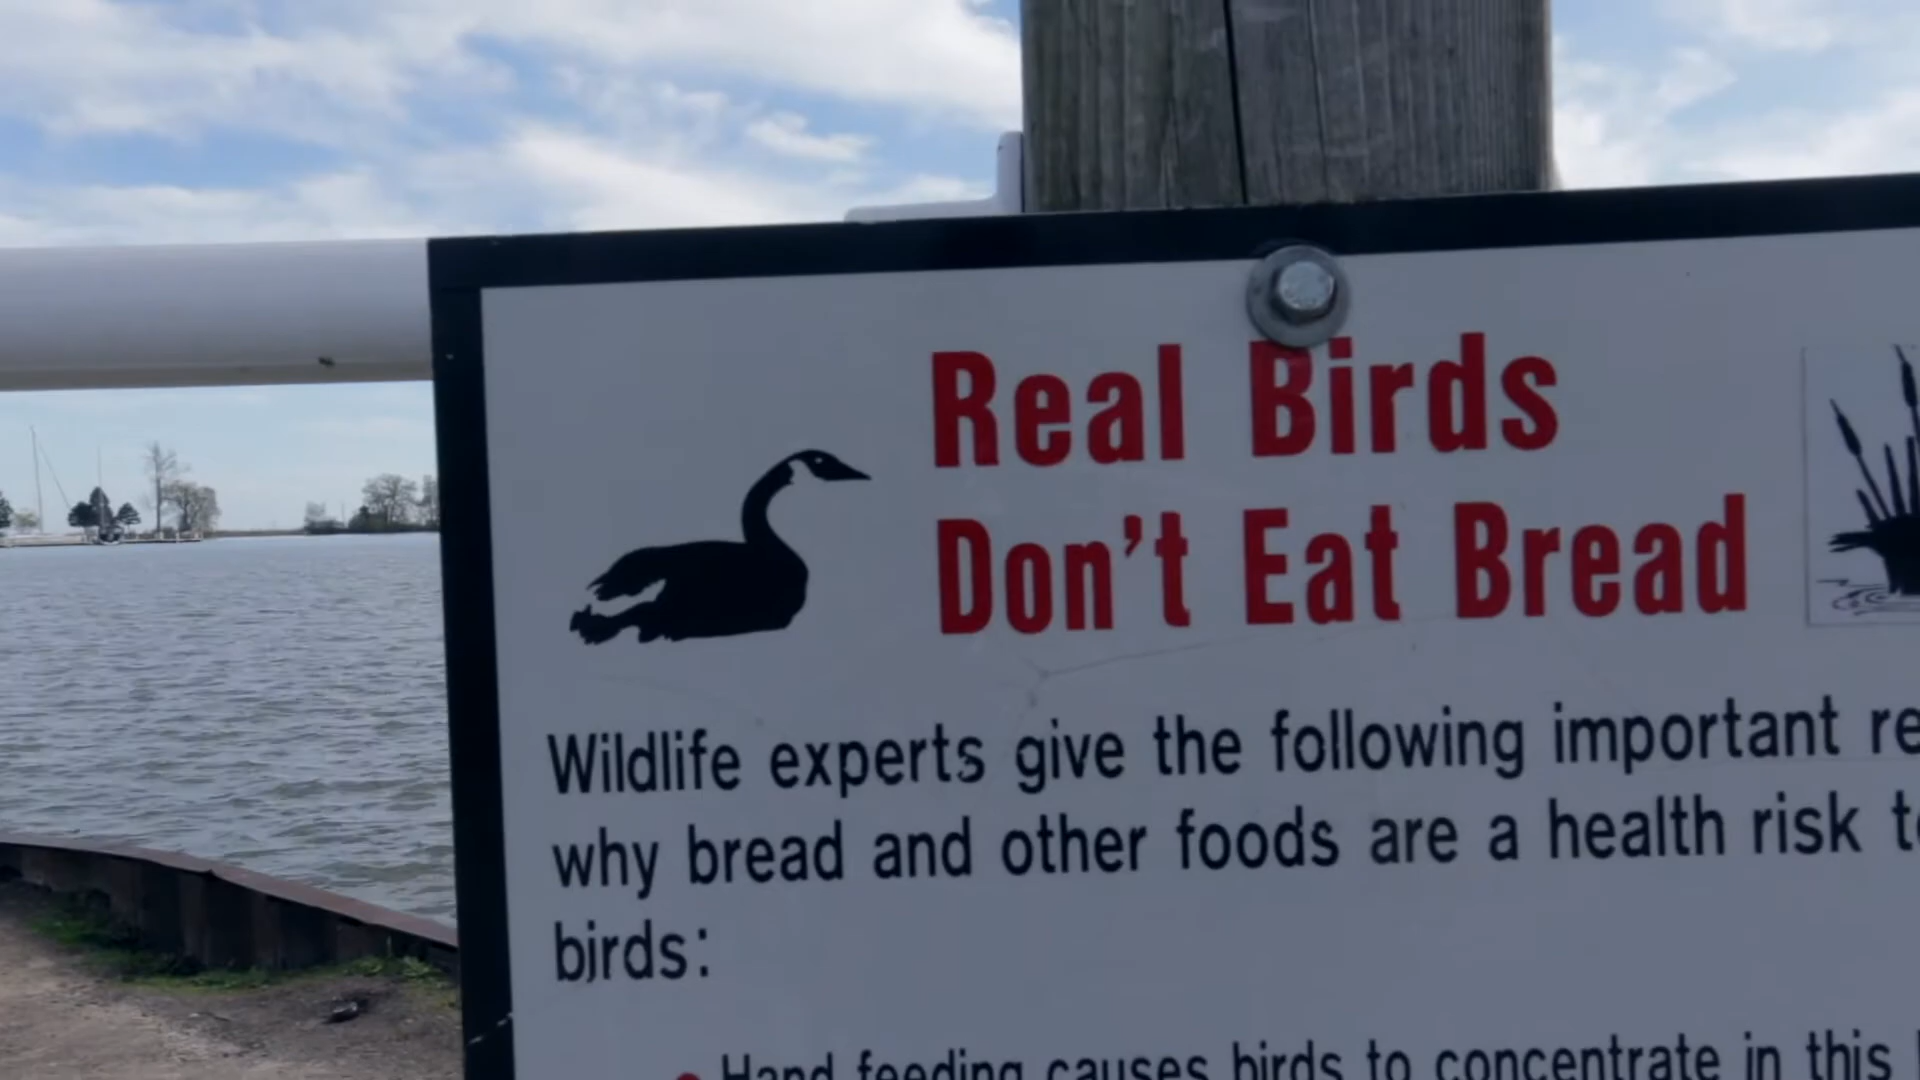 Real Birds
Don't Eat Bread
Wildlife experts give the following important
why bread and other foods are a health risk
birds:
Hand feeding causes birds to concentrate in this